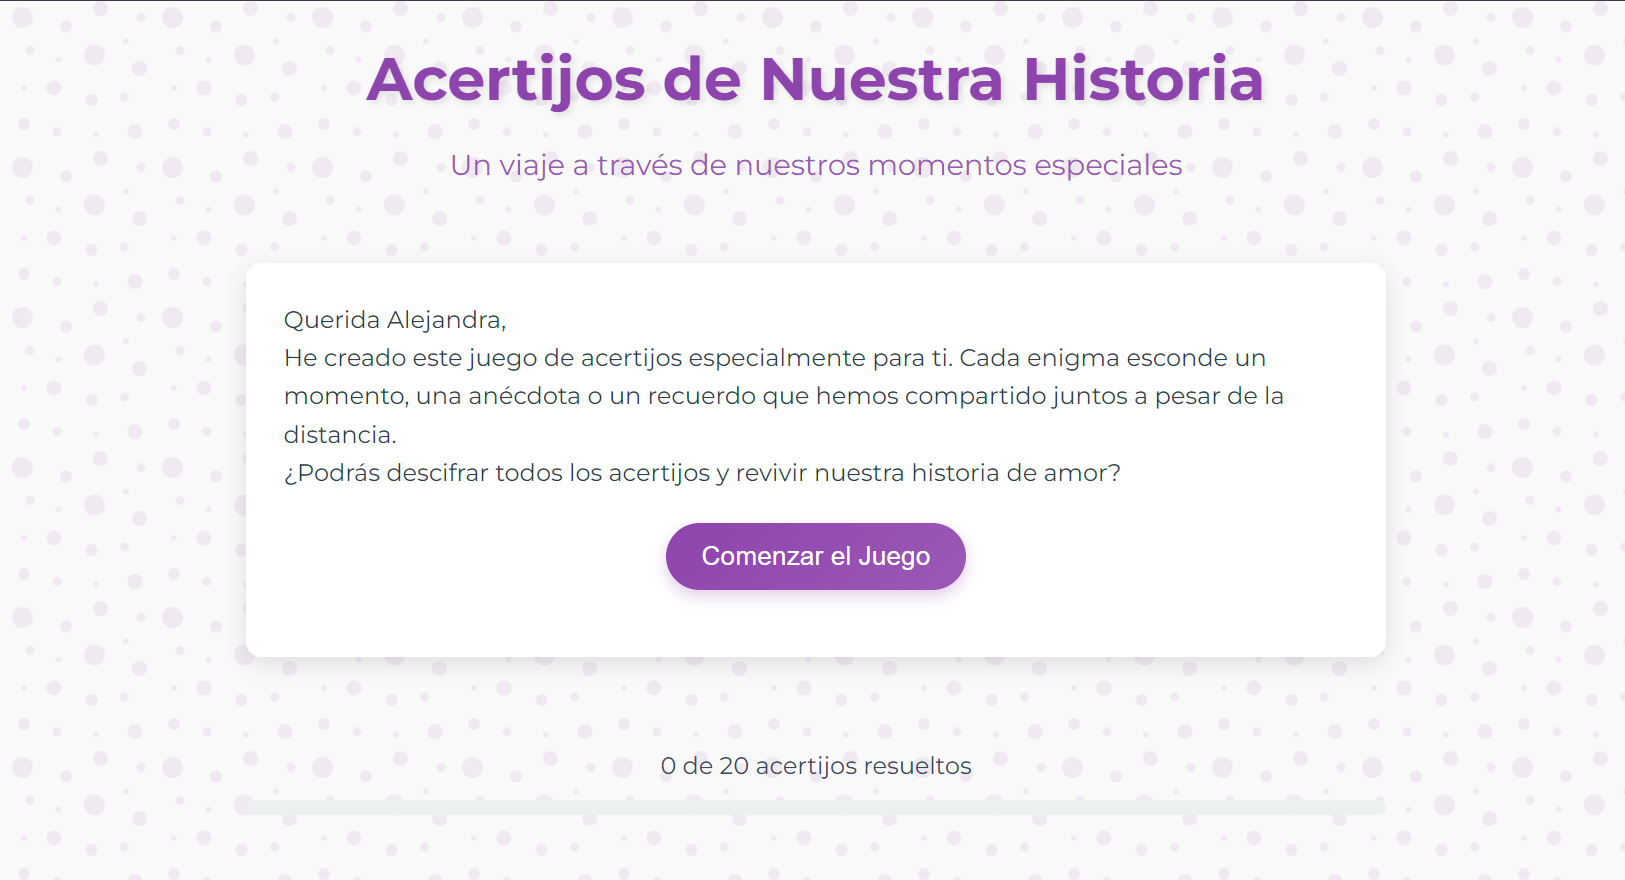 Acertijos de Nuestra Historia
Un viaje a través de nuestros momentos especiales
Querida Alejandra,
He creado este juego de acertijos especialmente para ti. Cada enigma esconde un
momento, una anécdota o un recuerdo que hemos compartido juntos a pesar de la
distancia.
¿Podrás descifrar todos los acertijos y revivir nuestra historia de amor?
Comenzar el Juego
0 de 20 acertijos resueltos